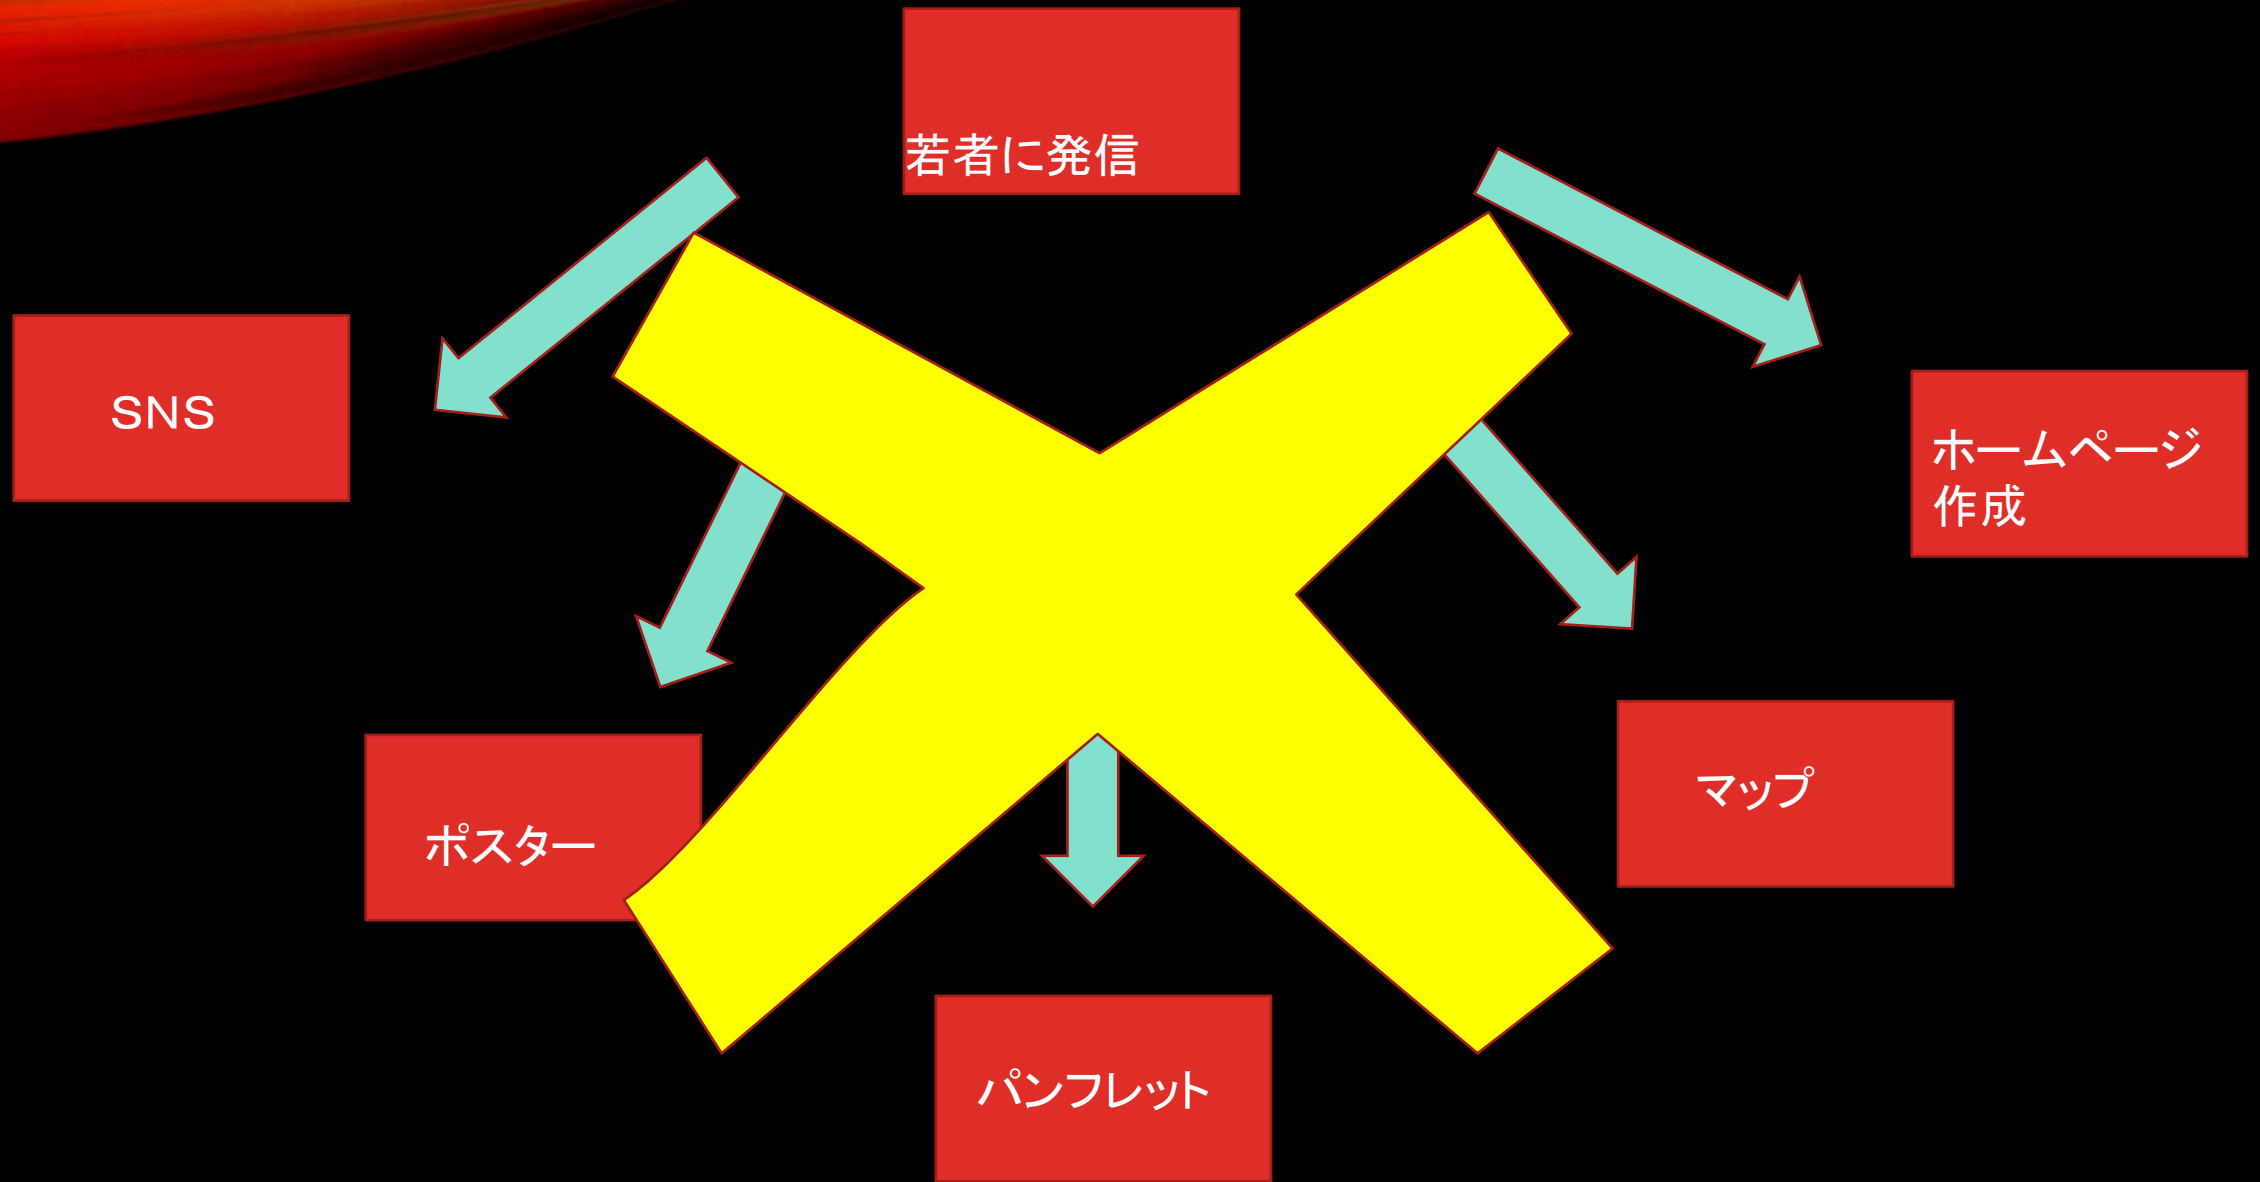 若者に発信
SNS
ホームページ
作成
マップ
ポスター
パンフレット